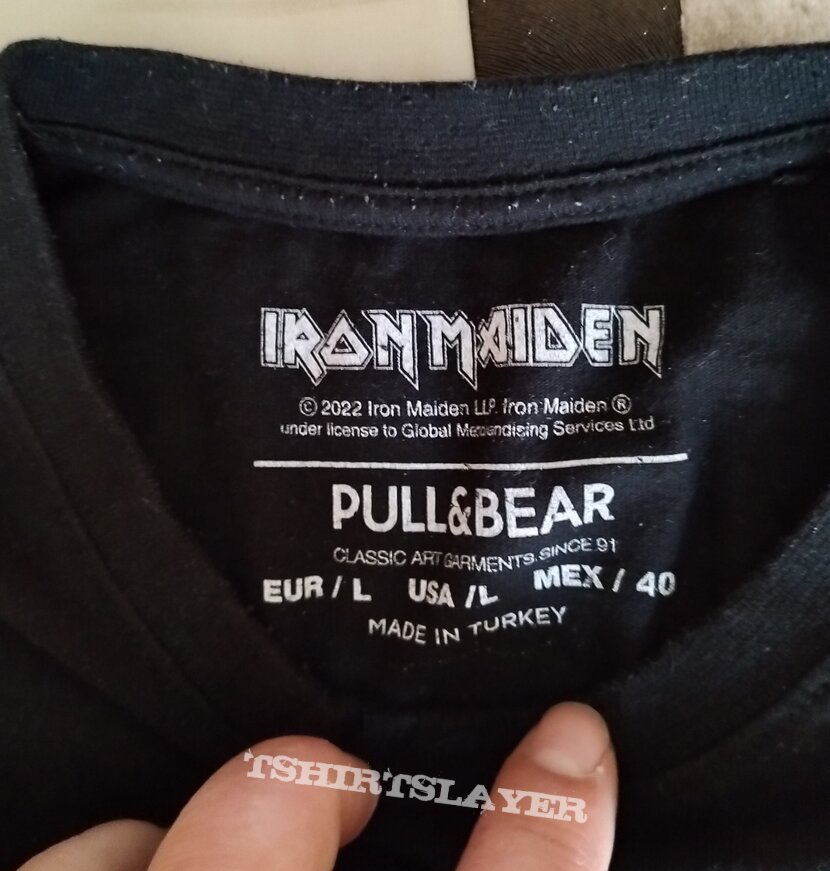 IRON MAIDEN
© 2022 Iron Maiden LLP. Iron Maiden ®
under license to Global Merchandising Services Ltd
PULL&BEAR
CLASSIC ART GARMENTS. SINCE 91
EUR / L USA / L MEX / 40
MADE IN TURKEY
TSHIRTSLAYER